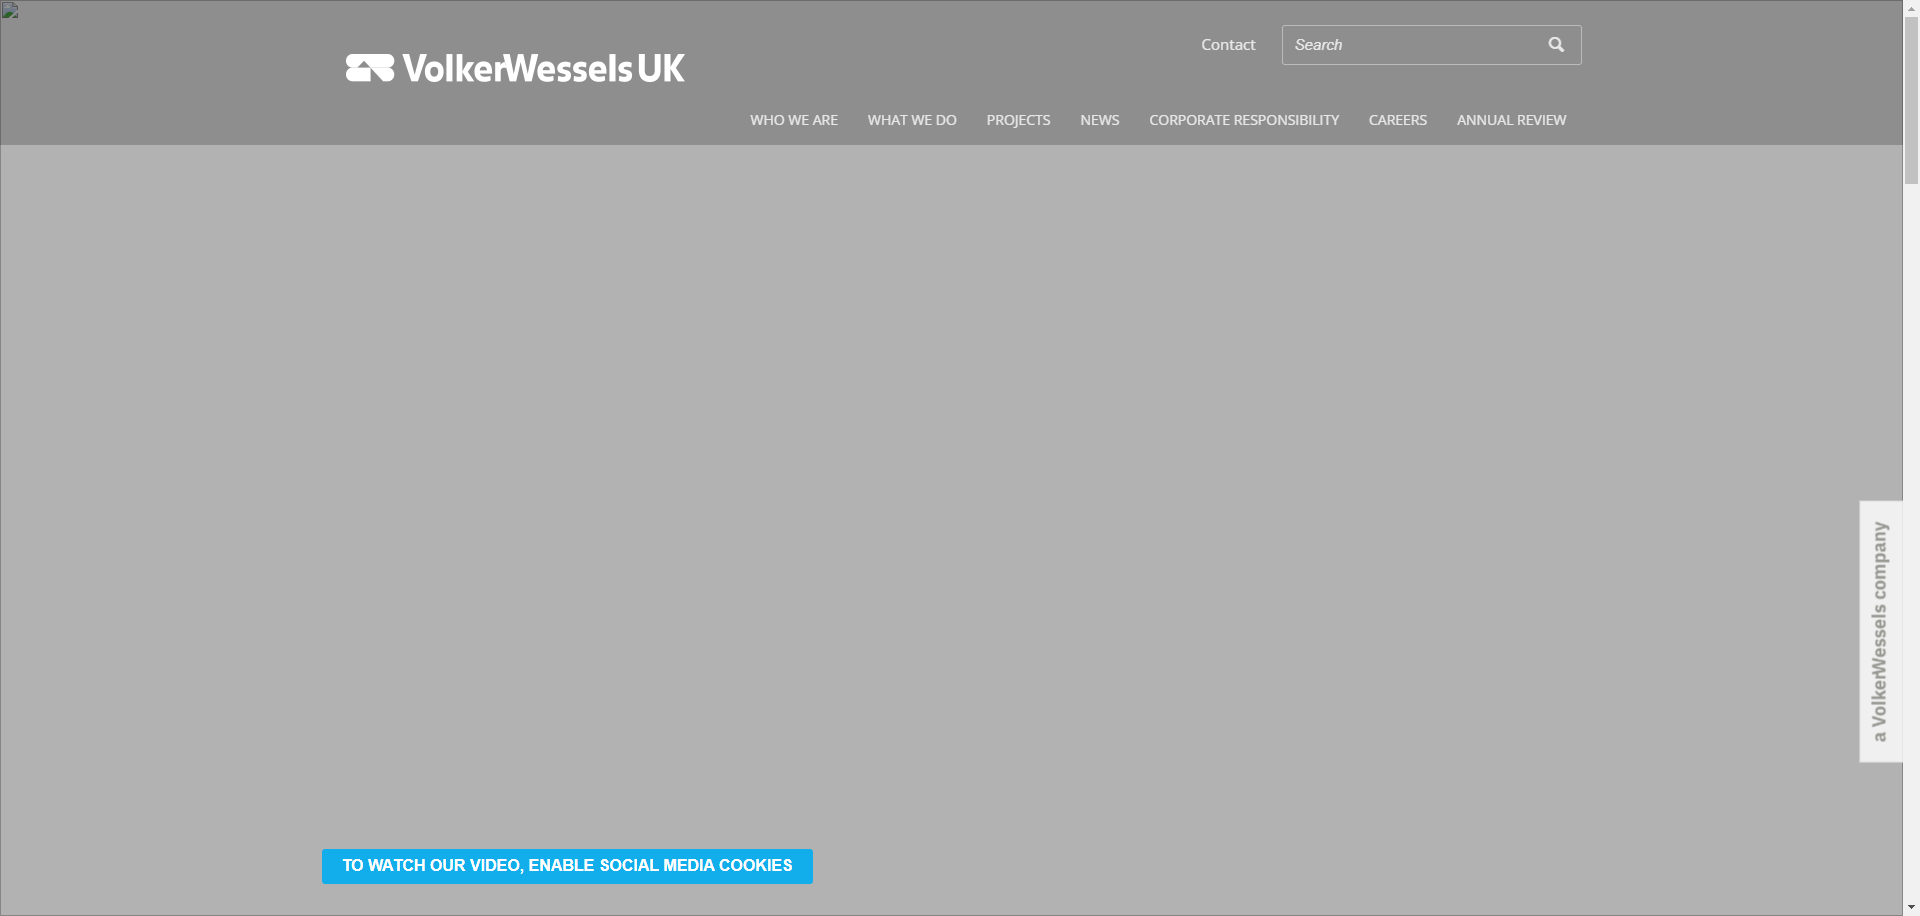 Contact
Search
VolkerWessels UK
WHO WE ARE
WHAT WE DO
PROJECTS
NEWS
CORPORATE RESPONSIBILITY
CAREERS
ANNUAL REVIEW
a VolkerWessels company
TO WATCH OUR VIDEO, ENABLE SOCIAL MEDIA COOKIES